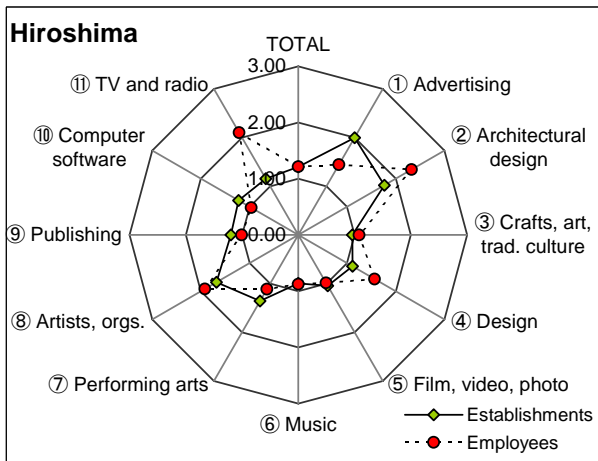 Hiroshima
TOTAL
3.00
⑪ TV and radio
① Advertising
2.00
⑩ Computer
software
② Architectural
design
1.00
⑨ Publishing
0.00
③ Crafts, art,
trad. culture
⑧ Artists, orgs.
④ Design
⑦ Performing arts
⑤ Film, video, photo
⑥ Music
Establishments
Employees